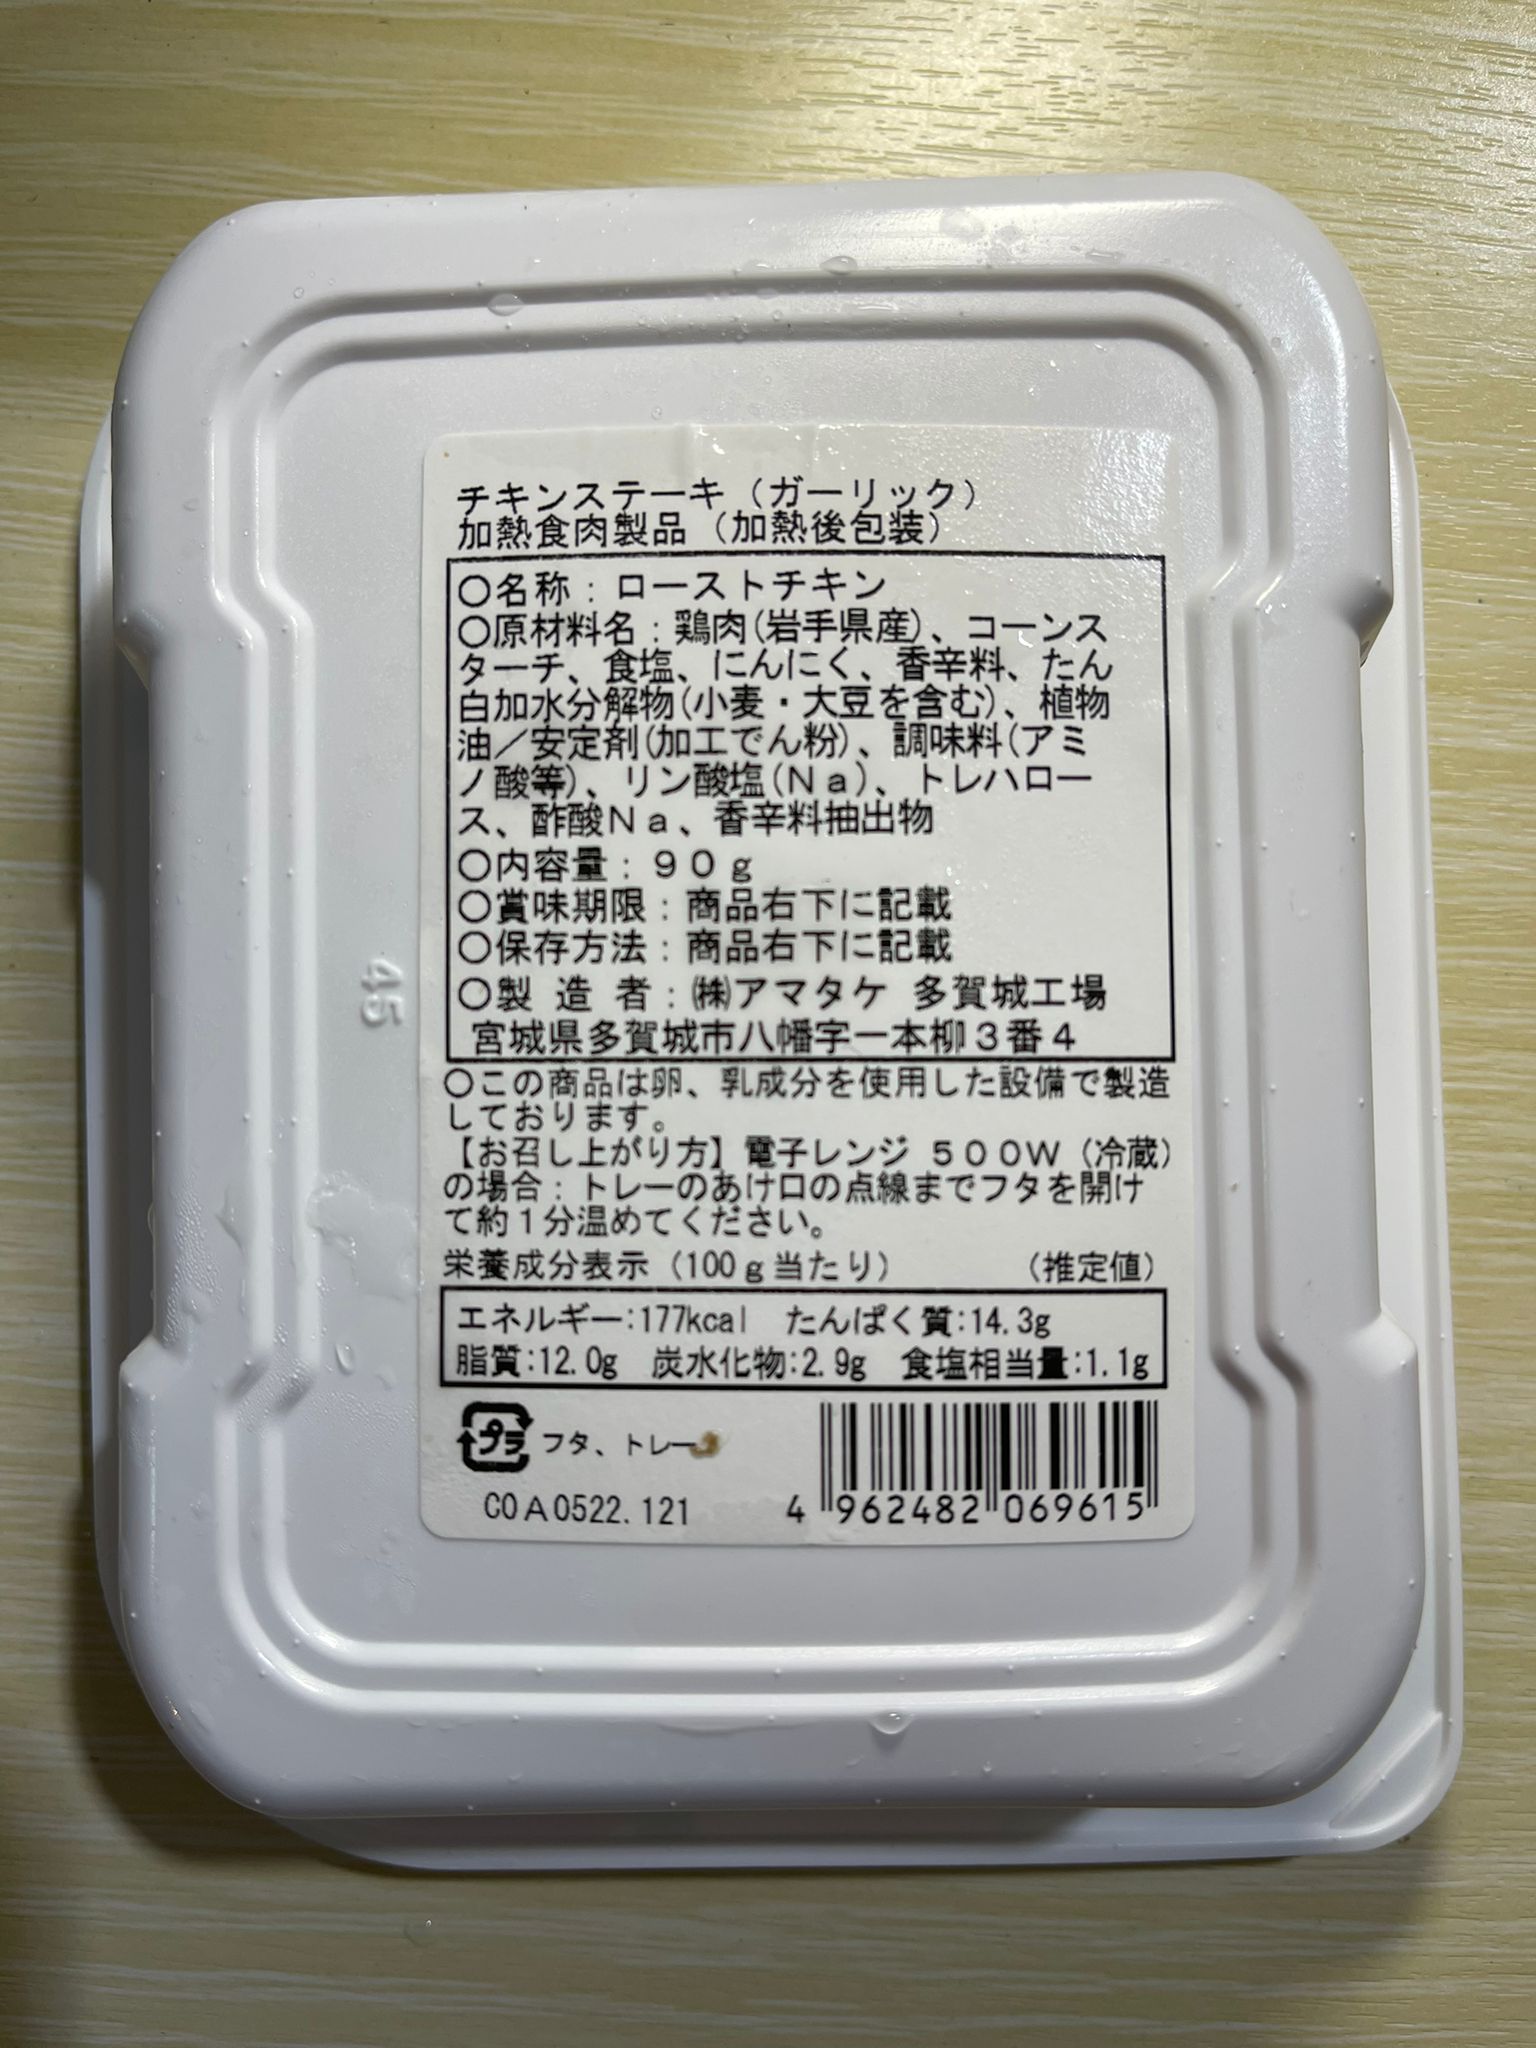 チキンステーキ（ガーリック）
加熱食肉製品（加熱後包装）
○名称：ローストチキン
○原材料名：鶏肉(岩手県産)、コーンス
ターチ、食塩、にんにく、香辛料、たん
白加水分解物(小麦・大豆を含む)、植物
油／安定剤(加工でん粉)、調味料(アミ
ノ酸等)、リン酸塩(Ｎａ)、トレハロー
ス、酢酸Ｎａ、香辛料抽出物
○内容量：９０ｇ
○賞味期限：商品右下に記載
○保存方法：商品右下に記載
○製 造 者：㈱アマタケ 多賀城工場
宮城県多賀城市八幡字一本柳３番４
○この商品は卵、乳成分を使用した設備で製造
しております。
【お召し上がり方】電子レンジ ５００Ｗ（冷蔵）
の場合：トレーのあけ口の点線までフタを開け
て約１分温めてください。
栄養成分表示（100ｇ当たり） （推定値）
エネルギー:177kcal たんぱく質:14.3g
脂質:12.0g 炭水化物:2.9g 食塩相当量:1.1g
プラ フタ、トレー
COA0522.121
4 962482 069615
45